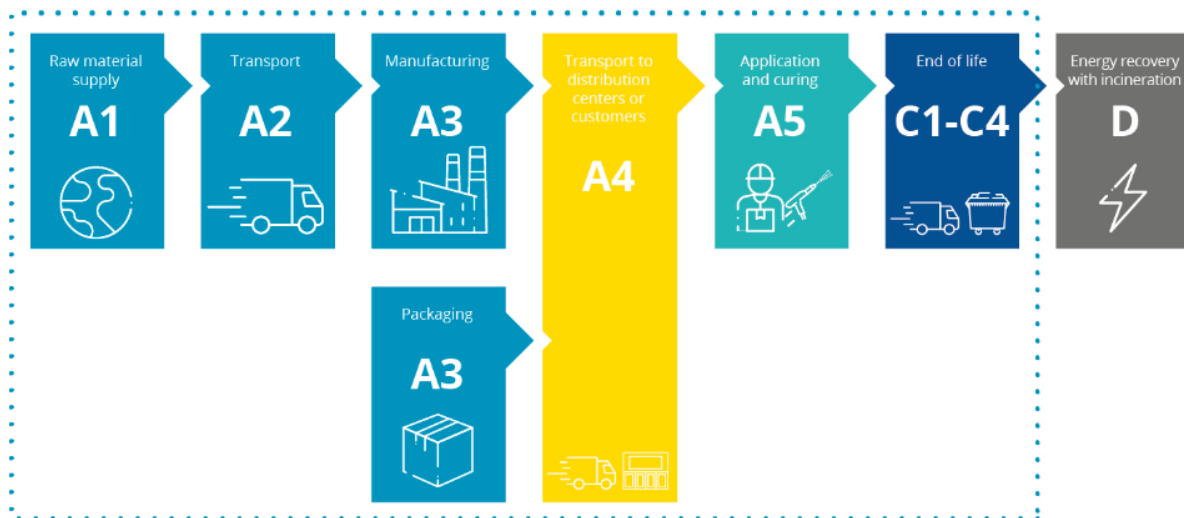 Raw material
supply
A1
Transport
A2
Manufacturing
A3
Transport to
distribution
centers or
customers
A4
Application
and curing
A5
End of life
C1-C4
Energy recovery
with incineration
D
Packaging
A3